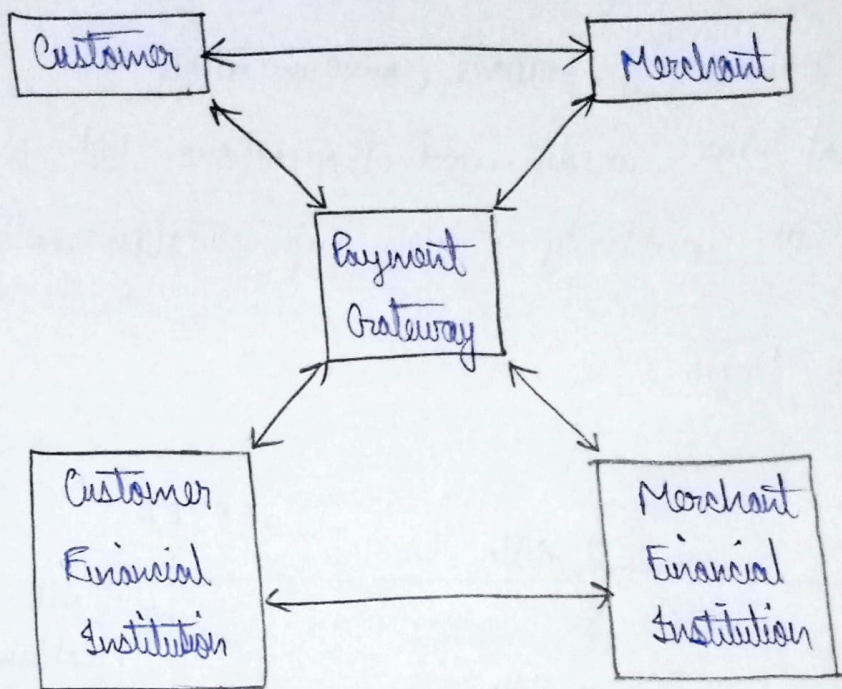 Customer
Merchant
Payment
Gateway
Customer
Financial
Institution
Merchant
Financial
Institution